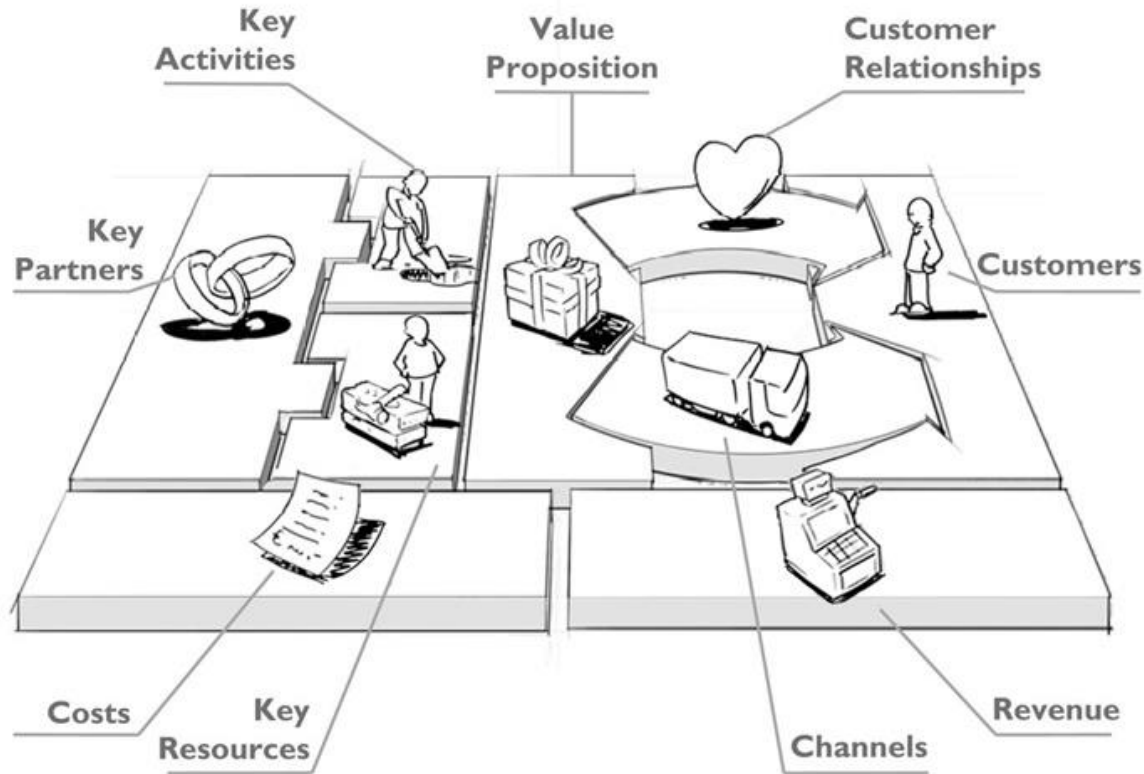 Key
Activities
Value
Proposition
Customer
Relationships
Key
Partners
Customers
Costs
Key
Resources
Channels
Revenue